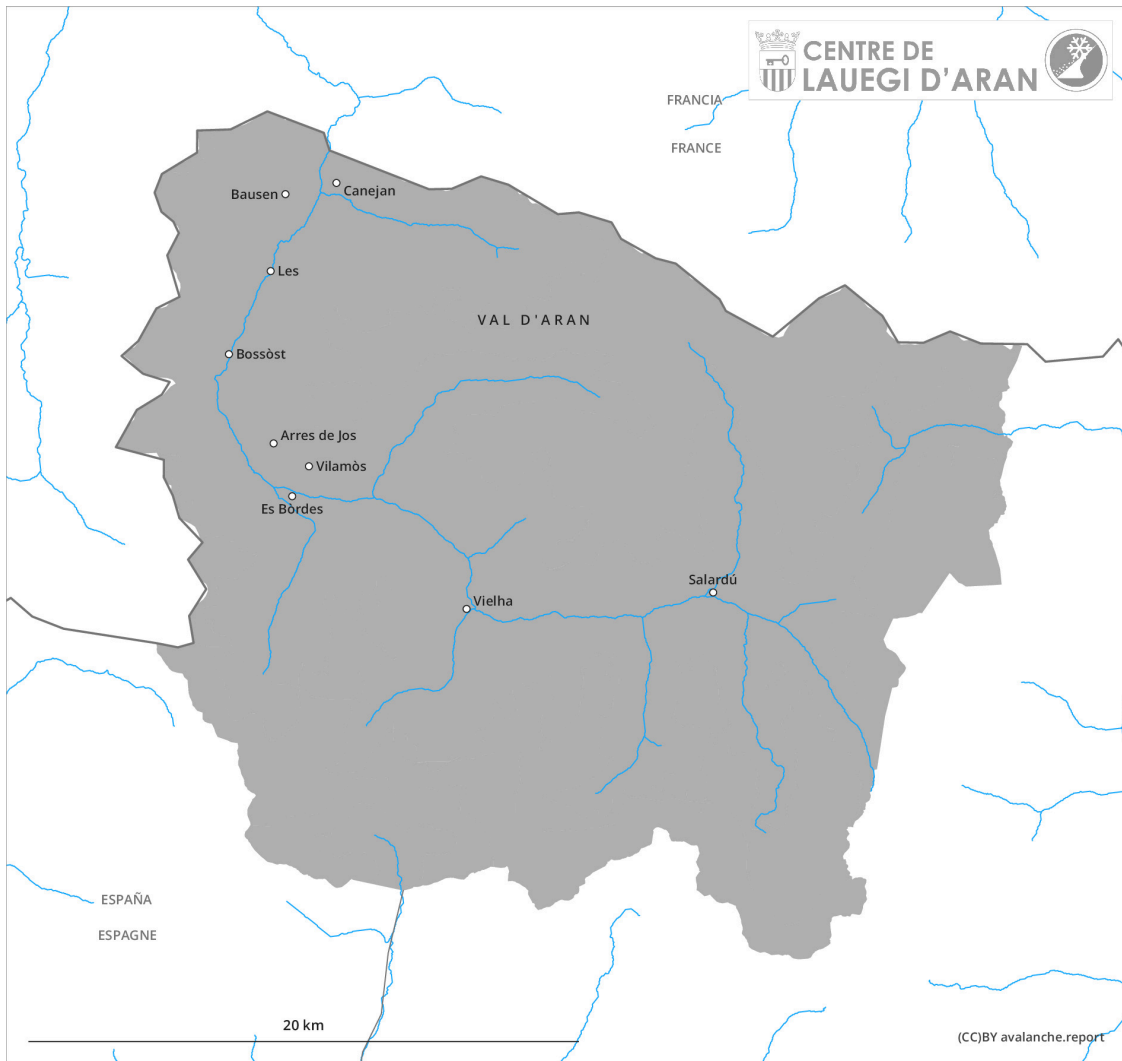 CENTRE DE
LAUEGI D'ARAN
FRANCIA
FRANCE
Canejan
Bausen
Les
VAL D'ARAN
Bossòst
Arres de Jos
Vilamòs
Es Bòrdes
Salardú
Vielha
ESPAÑA
ESPAGNE
20 km
(CC)BY avalanche.report